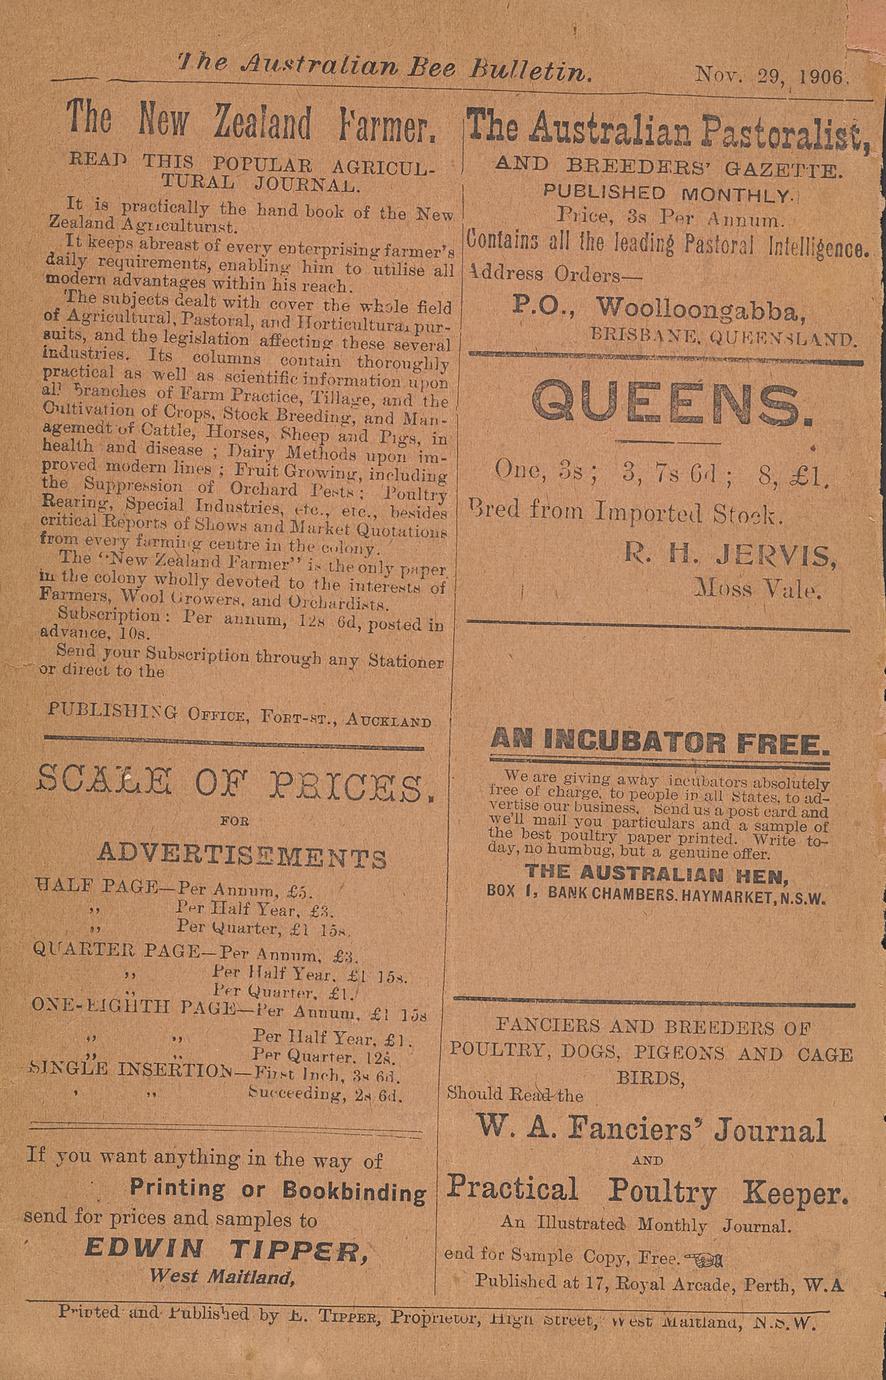 The Australian Bee Bulletin. Nov. 29, 1906.
The New Zealand Farmer.
READ THIS POPULAR AGRICUL-
TURAL JOURNAL.
It is practically the hand book of the New
Zealand Agriculturist.
It keeps abreast of every enterprising farmer's
daily requirements, enabling him to utilise all
modern advantages within his reach.
The subjects dealt with cover the whole field
of Agricultural, Pastoral, and Horticultural pur-
suits, and the legislation affecting these several
industries. Its columns contain thoroughly
practical as well as scientific information upon
all Branches of Farm Practice, Tillage, and the
Cultivation of Crops, Stock Breeding, and Man-
agemedt of Cattle, Horses, Sheep and Pigs, in
health and disease ; Dairy Methods upon im-
proved modern lines ; Fruit Growing, including
the Suppression of Orchard Pests ; Poultry
Rearing, Special Industries, etc., etc., besides
critical Reports of Shows and Market Quotations
from every farming centre in the colony.
The "New Zealand Farmer" is the only paper
in the colony wholly devoted to the interests of
Farmers, Wool Growers, and Orchardists.
Subscription : Per annum, 12s 6d, posted in
advance, 10s.
Send your Subscription through any Stationer
or direct to the
PUBLISHING OFFICE, FORT-ST., AUCKLAND
SCALE OF PRICES.
FOR
ADVERTISEMENTS
HALF PAGE—Per Annum, £5.
,, Per Half Year, £3.
,, Per Quarter, £1 15s.
QUARTER PAGE—Per Annum, £3.
,, Per Half Year, £1 15s.
,, Per Quarter, £1.
ONE-EIGHTH PAGE—Per Annum, £1 15s
,, ,, Per Half Year, £1.
,, ,, Per Quarter. 12s.
SINGLE INSERTION—First Inch, 3s 6d.
, ,, Succeeding, 2s 6d.
If you want anything in the way of
Printing or Bookbinding
send for prices and samples to
EDWIN TIPPER,
West Maitland,
The Australian Pastoralist,
AND BREEDERS' GAZETTE.
PUBLISHED MONTHLY.
Price, 3s Per Annum.
Contains all the leading Pastoral Intelligence.
Address Orders—
P.O., Woolloongabba,
BRISBANE, QUEENSLAND.
QUEENS.
One, 3s ; 3, 7s 6d ; 8, £1.
Bred from Imported Stock.
R. H. JERVIS,
Moss Vale.
AN INCUBATOR FREE.
We are giving away incubators absolutely
free of charge, to people in all States, to ad-
vertise our business. Send us a post card and
we'll mail you particulars and a sample of
the best poultry paper printed. Write to-
day, no humbug, but a genuine offer.
THE AUSTRALIAN HEN,
BOX 1, BANK CHAMBERS. HAYMARKET, N.S.W.
FANCIERS AND BREEDERS OF
POULTRY, DOGS, PIGEONS AND CAGE
BIRDS,
Should Read the
W. A. Fanciers' Journal
AND
Practical Poultry Keeper.
An Illustrated Monthly Journal.
end for Sample Copy, Free.
Published at 17, Royal Arcade, Perth, W.A
Printed and Published by E. TIPPER, Proprietor, High Street, West Maitland, N.S.W.